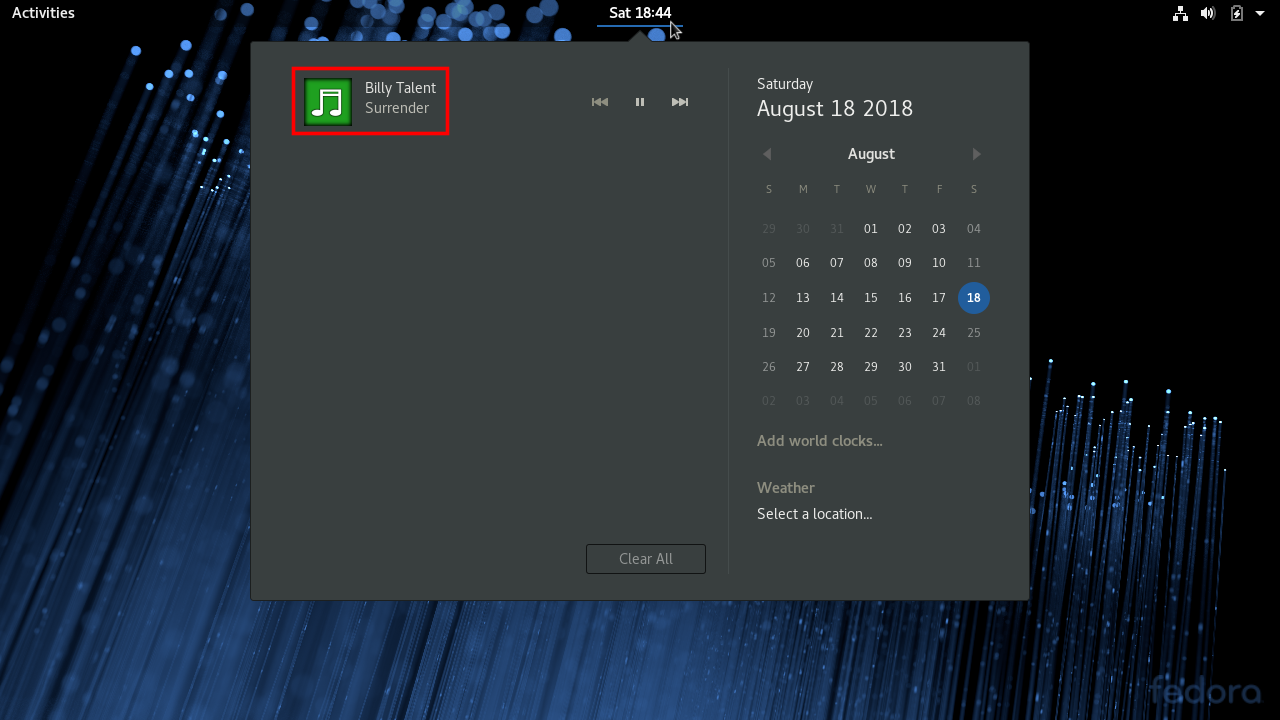 Activities
Sat 18:44
Billy Talent
Surrender
Clear All
Saturday
August 18 2018
August
S M T W T F S
29 30 31 01 02 03 04
05 06 07 08 09 10 11
12 13 14 15 16 17 18
19 20 21 22 23 24 25
26 27 28 29 30 31 01
02 03 04 05 06 07 08
Add world clocks...
Weather
Select a location...
fedora